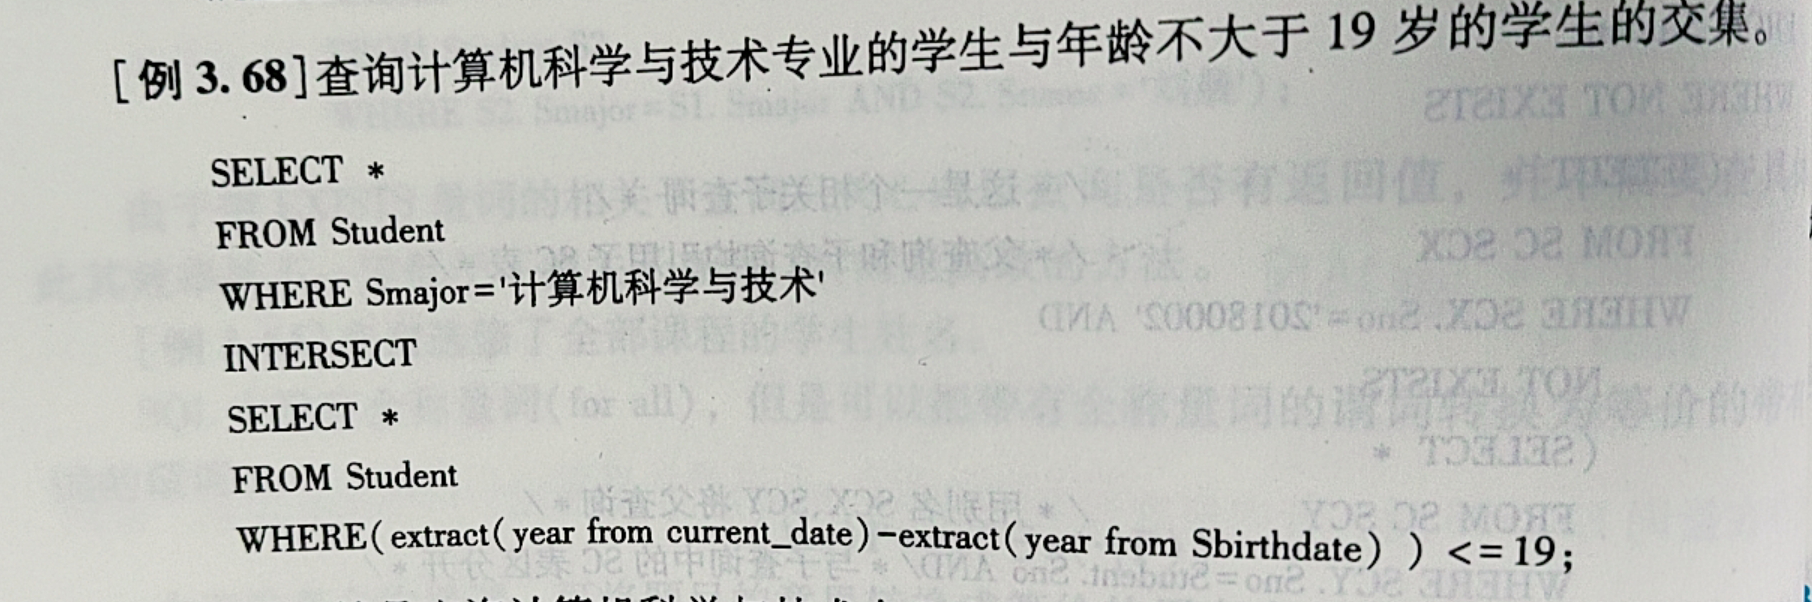 [例 3.68]查询计算机科学与技术专业的学生与年龄不大于 19 岁的学生的交集。
SELECT *
FROM Student
WHERE Smajor='计算机科学与技术'
INTERSECT
SELECT *
FROM Student
WHERE(extract(year from current_date)-extract(year from Sbirthdate) ) <= 19;